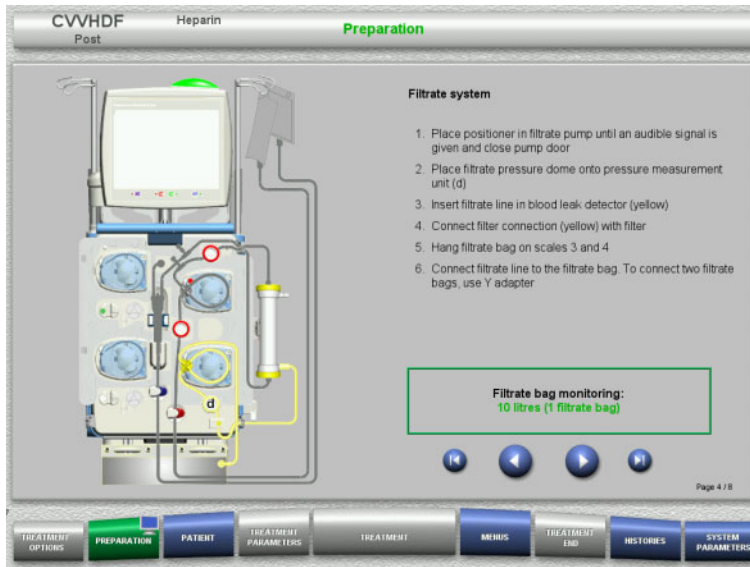 CVVHDF
Heparin
Post
Preparation
Filtrate system
1. Place positioner in filtrate pump until an audible signal is
given and close pump door
2. Place filtrate pressure dome onto pressure measurement
unit (d)
3. Insert filtrate line in blood leak detector (yellow)
4. Connect filter connection (yellow) with filter
5. Hang filtrate bag on scales 3 and 4
6. Connect filtrate line to the filtrate bag. To connect two filtrate
bags, use Y adapter
d
Filtrate bag monitoring:
10 litres (1 filtrate bag)
Page 4 / 8
TREATMENT
OPTIONS
PREPARATION
PATIENT
TREATMENT
PARAMETERS
TREATMENT
MENUS
TREATMENT
END
HISTORIES
SYSTEM
PARAMETERS